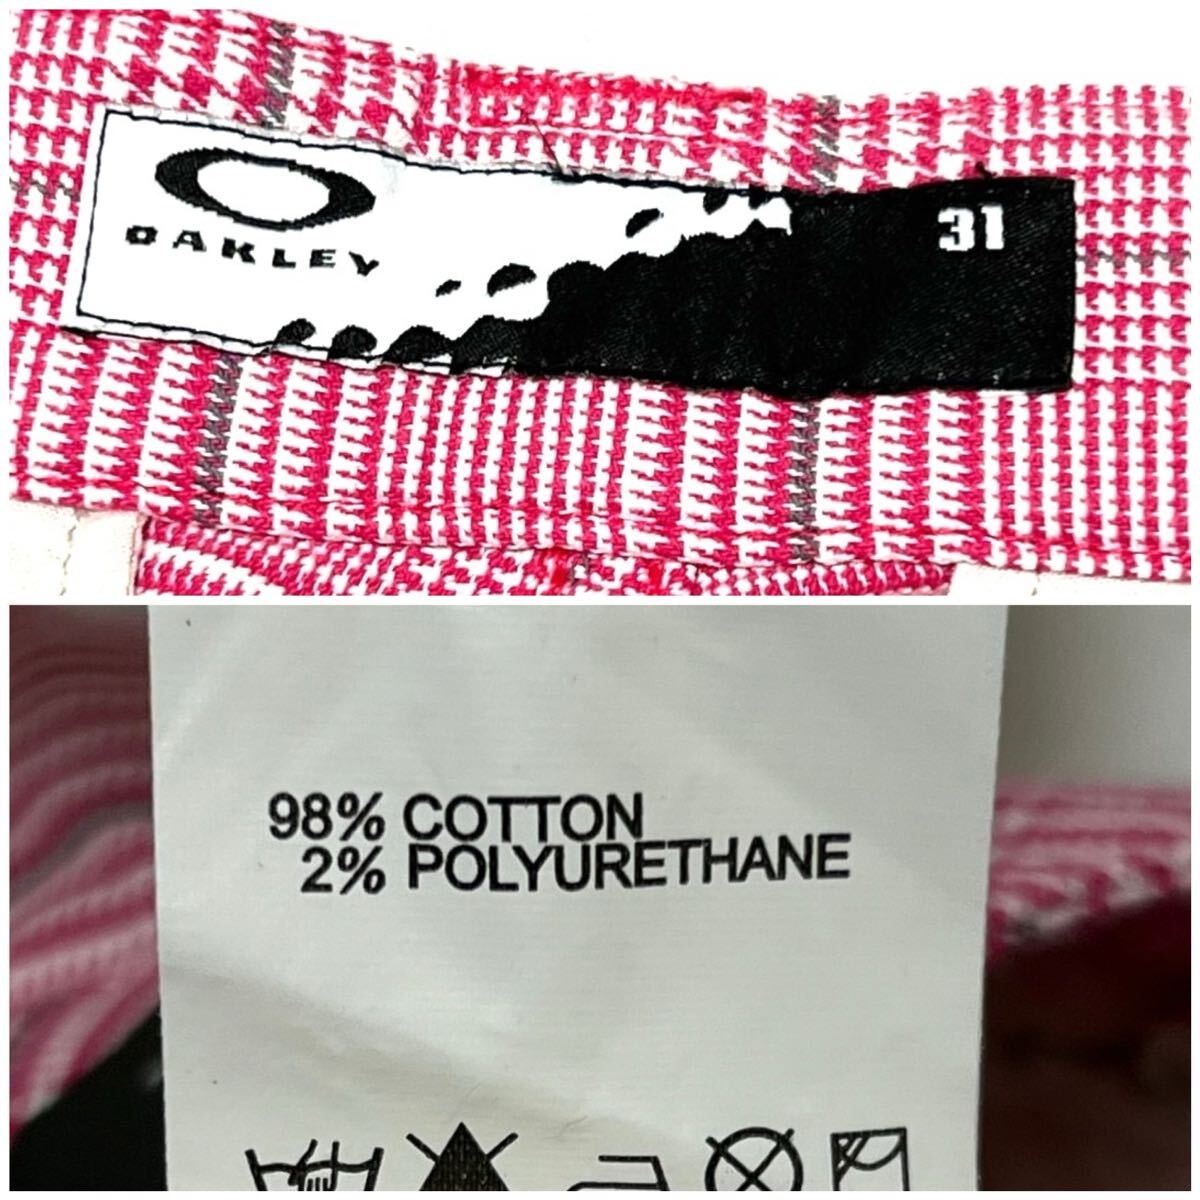 OAKLEY
31
98% COTTON
2% POLYURETHANE